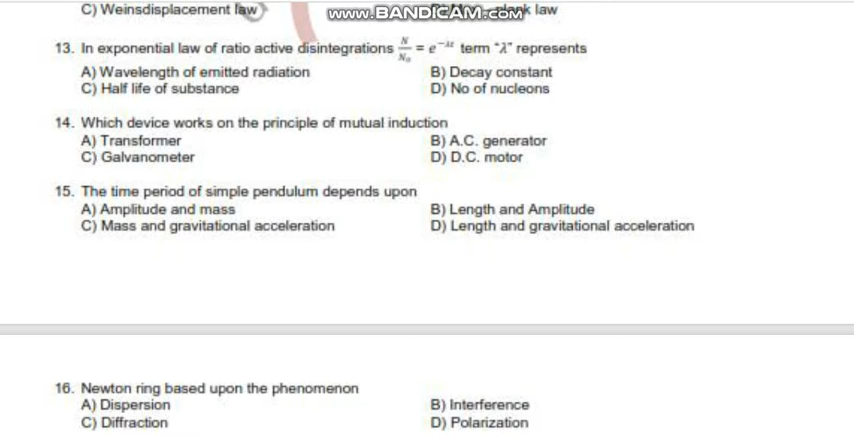 C) Weinsdisplacement law
www.BANDICAM.com
plank law
13. In exponential law of ratio active disintegrations N/N₀ = e^-λt term "λ" represents
A) Wavelength of emitted radiation B) Decay constant
C) Half life of substance D) No of nucleons
14. Which device works on the principle of mutual induction
A) Transformer B) A.C. generator
C) Galvanometer D) D.C. motor
15. The time period of simple pendulum depends upon
A) Amplitude and mass B) Length and Amplitude
C) Mass and gravitational acceleration D) Length and gravitational acceleration
16. Newton ring based upon the phenomenon
A) Dispersion B) Interference
C) Diffraction D) Polarization